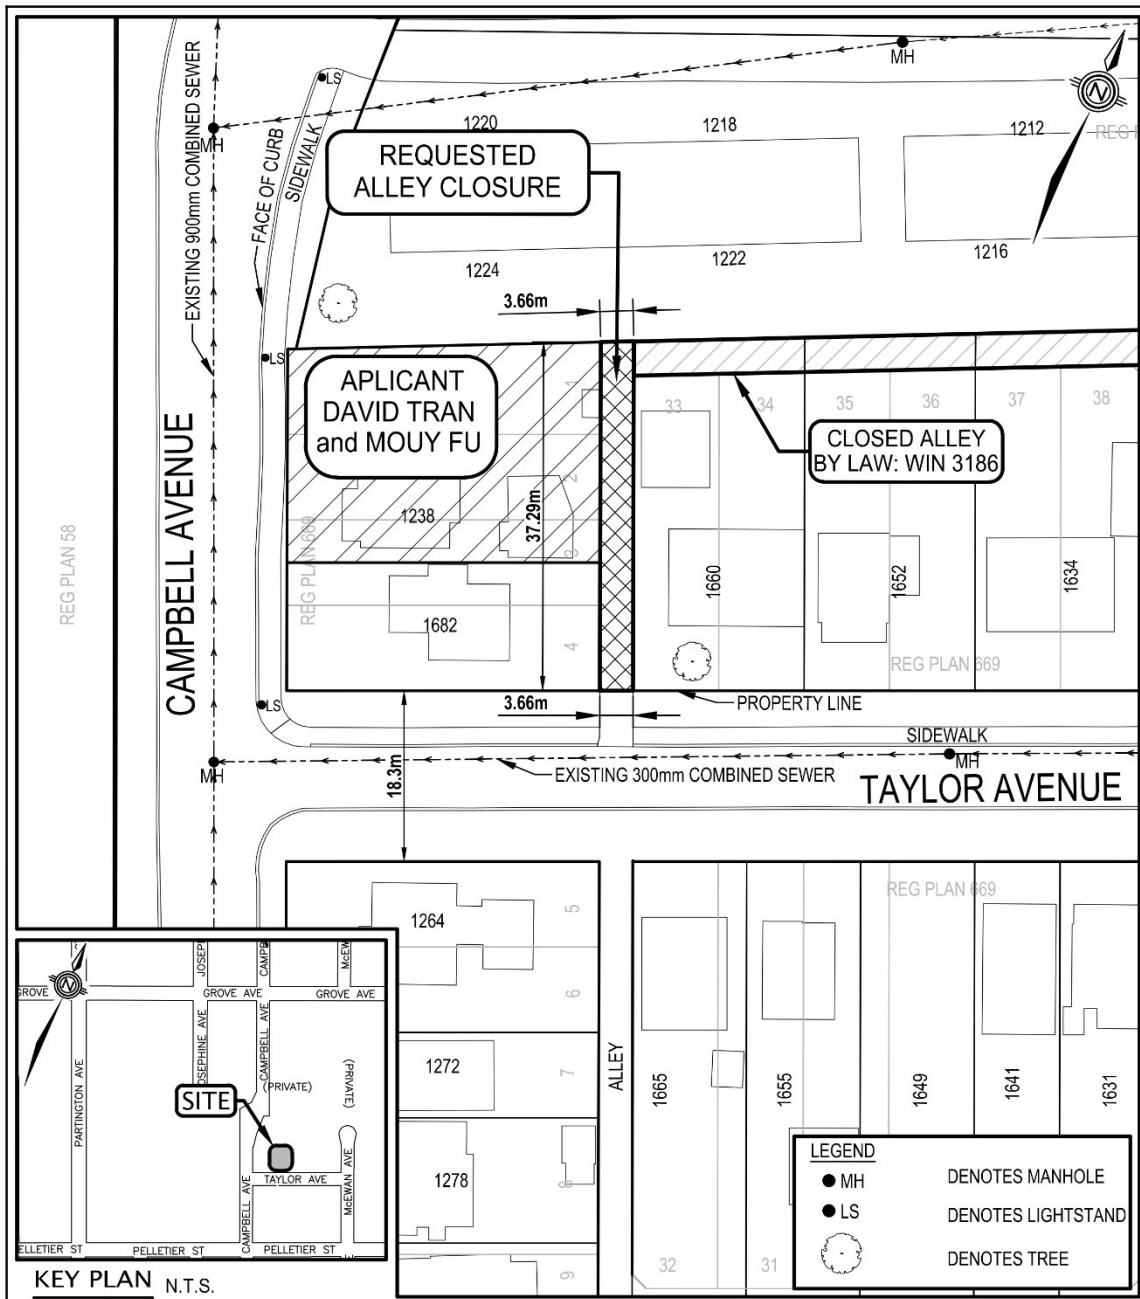 MH
LS
MH
EXISTING 900mm COMBINED SEWER
FACE OF CURB
SIDEWALK
N
1220
1218
1212
REG P
REQUESTED
ALLEY CLOSURE
1224
1222
1216
3.66m
APLICANT
DAVID TRAN
and MOUY FU
1
2
3
4
37.29m
33
34
35
36
37
38
CLOSED ALLEY
BY LAW: WIN 3186
LS
CAMPBELL AVENUE
REG PLAN 58
REG PLAN 669
1238
1682
1660
1652
1634
REG PLAN 669
3.66m
PROPERTY LINE
LS
SIDEWALK
MH
MH
18.3m
EXISTING 300mm COMBINED SEWER
TAYLOR AVENUE
REG PLAN 669
1264
5
6
1272
7
ALLEY
1278
8
9
1665
1655
1649
1641
1631
32
31
N
JOSEPH
CAMPB
McEWA
GROVE
GROVE AVE
GROVE AVE
PARTINGTON AVE
OSEPHINE AVE
CAMPBELL AVE
(PRIVATE)
(PRIVATE)
SITE
TAYLOR AVE
McEWAN AVE
CAMPBELL AVE
ELLETIER ST
PELLETIER ST
PELLETIER ST
KEY PLAN N.T.S.
LEGEND
MH DENOTES MANHOLE
LS DENOTES LIGHTSTAND
DENOTES TREE